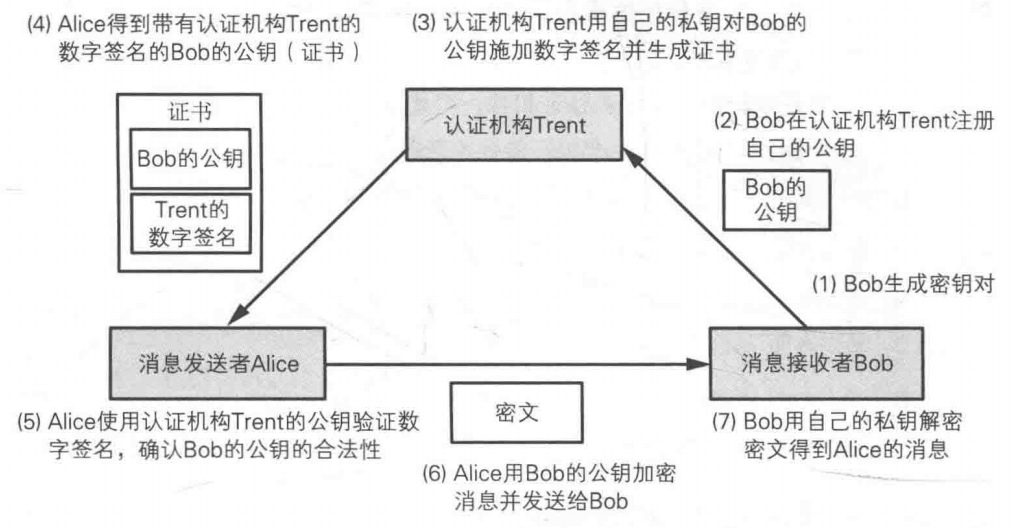 (4) Alice得到带有认证机构Trent的
数字签名的Bob的公钥（证书）
(3) 认证机构Trent用自己的私钥对Bob的
公钥施加数字签名并生成证书
证书
Bob的公钥
Trent的
数字签名
认证机构Trent
(2) Bob在认证机构Trent注册
自己的公钥
Bob的
公钥
(1) Bob生成密钥对
消息发送者Alice
消息接收者Bob
(5) Alice使用认证机构Trent的公钥验证数
字签名，确认Bob的公钥的合法性
密文
(6) Alice用Bob的公钥加密
消息并发送给Bob
(7) Bob用自己的私钥解密
密文得到Alice的消息